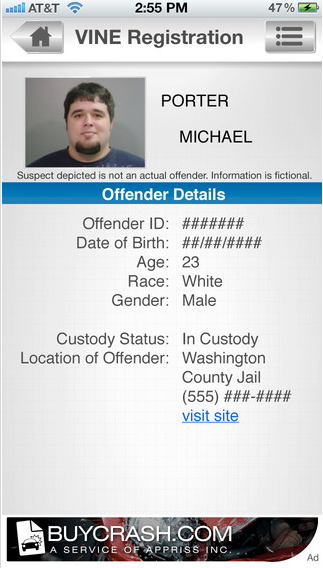 AT&T 2:55 PM 47%
VINE Registration
PORTER
MICHAEL
Suspect depicted is not an actual offender. Information is fictional.
Offender Details
Offender ID: #######
Date of Birth: ##/##/####
Age: 23
Race: White
Gender: Male
Custody Status: In Custody
Location of Offender: Washington
County Jail
(555) ###-####
visit site
BUYCRASH.COM
A SERVICE OF APPRISS INC.
Ad